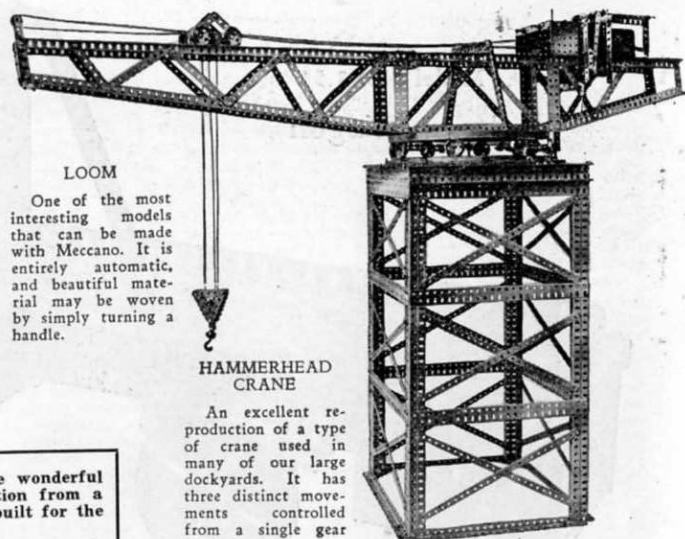 LOOM
One of the most
interesting models
that can be made
with Meccano. It is
entirely automatic,
and beautiful mate-
rial may be woven
by simply turning a
handle.
HAMMERHEAD
CRANE
An excellent re-
production of a type
of crane used in
many of our large
dockyards. It has
three distinct move-
ments controlled
from a single gear
e wonderful
tion from a
built for the